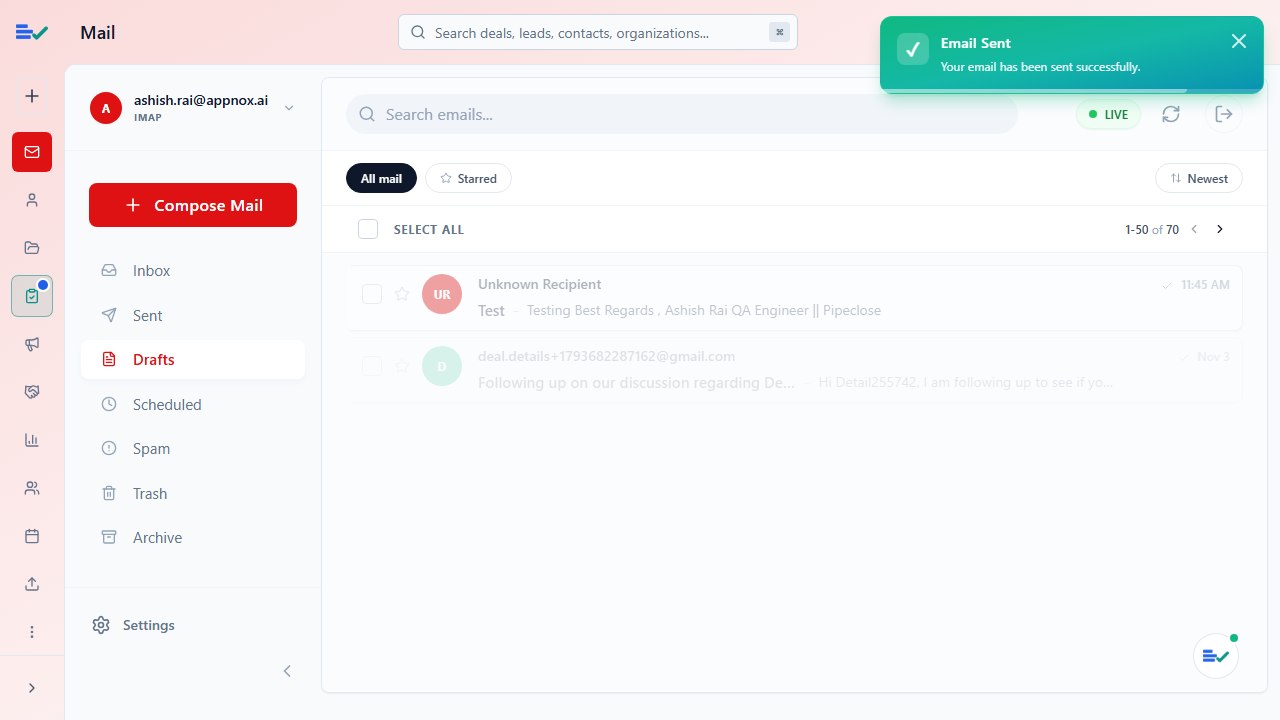 Mail
Search deals, leads, contacts, organizations...
⌘
Email Sent
Your email has been sent successfully.
A
ashish.rai@appnox.ai
IMAP
Search emails...
LIVE
All mail
Starred
Newest
Compose Mail
SELECT ALL
1-50 of 70
Inbox
Sent
Drafts
Scheduled
Spam
Trash
Archive
Settings
UR
Unknown Recipient
11:45 AM
Test - Testing Best Regards , Ashish Rai QA Engineer || Pipeclose
D
deal.details+1793682287162@gmail.com
Nov 3
Following up on our discussion regarding De... - Hi Detail255742, I am following up to see if yo...